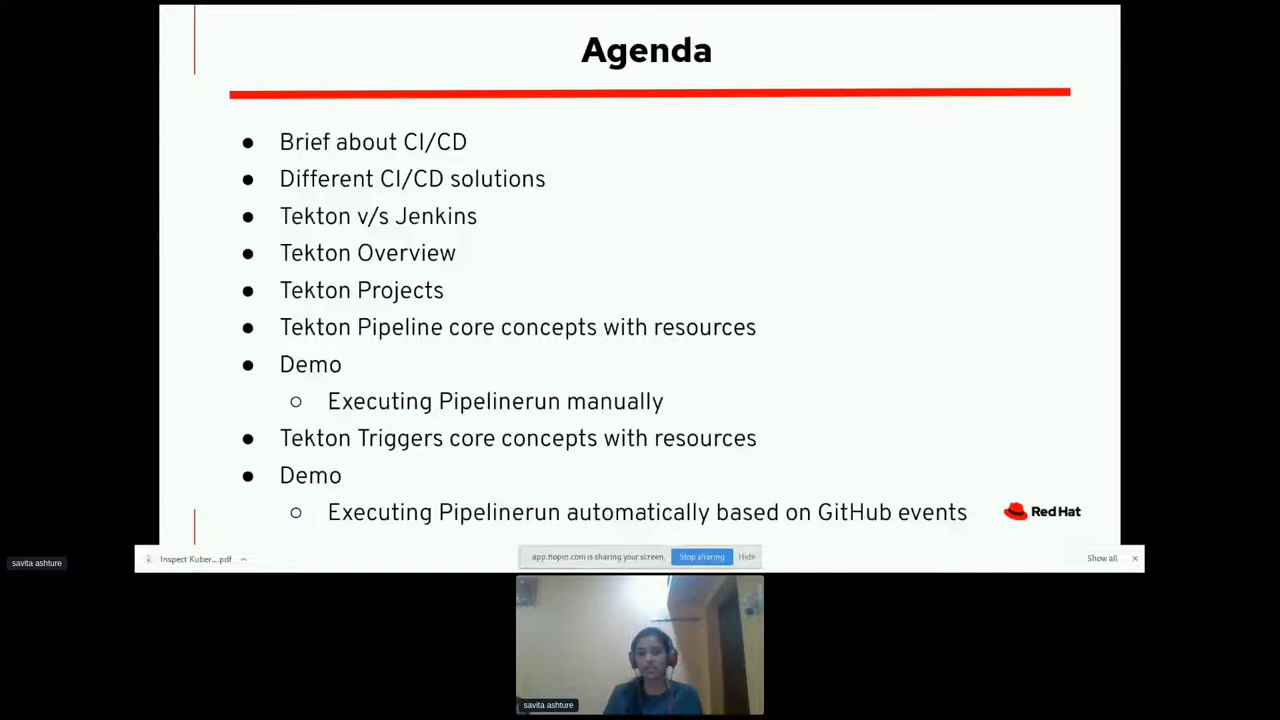 Agenda
Brief about CI/CD
Different CI/CD solutions
Tekton v/s Jenkins
Tekton Overview
Tekton Projects
Tekton Pipeline core concepts with resources
Demo
Executing Pipelinerun manually
Tekton Triggers core concepts with resources
Demo
Executing Pipelinerun automatically based on GitHub events
Red Hat
Inspect Kuber....pdf
app.hopin.com is sharing your screen.
Stop sharing
Hide
Show all
savita ashture
savita ashture